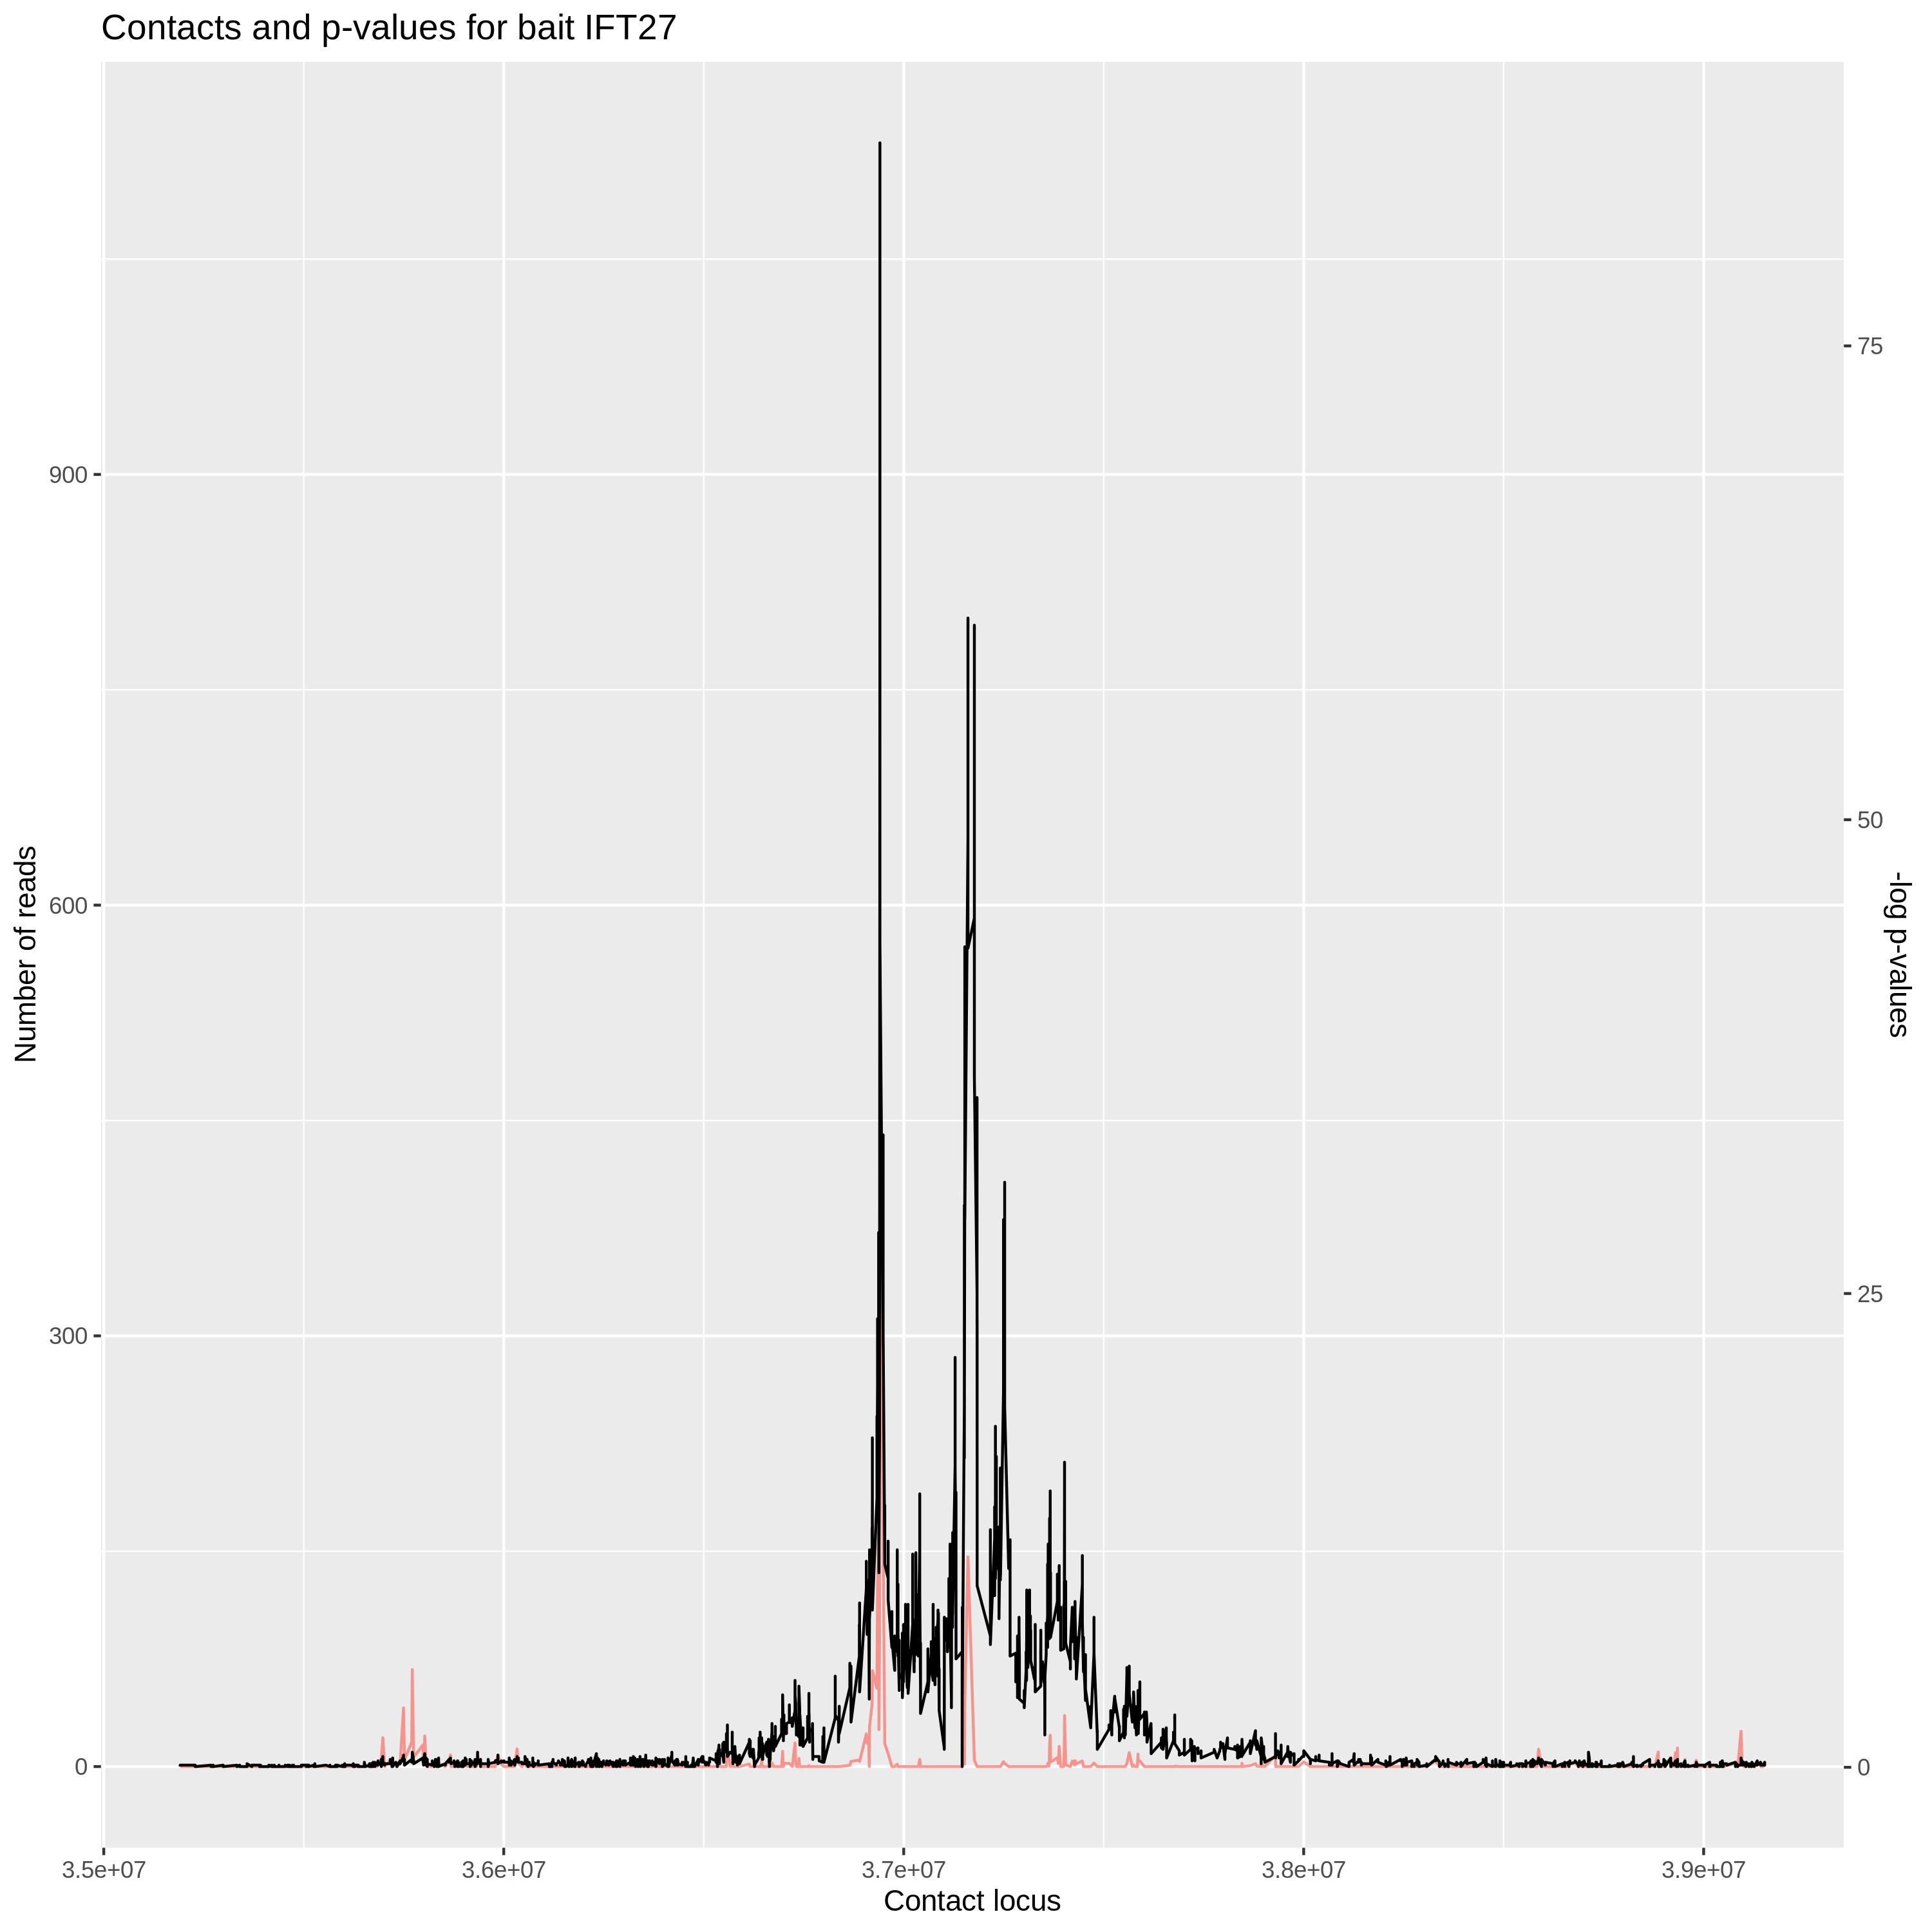 Contacts and p-values for bait IFT27
Number of reads
900
600
300
0
75
50
25
0
-log p-values
3.5e+07
3.6e+07
3.7e+07
3.8e+07
3.9e+07
Contact locus